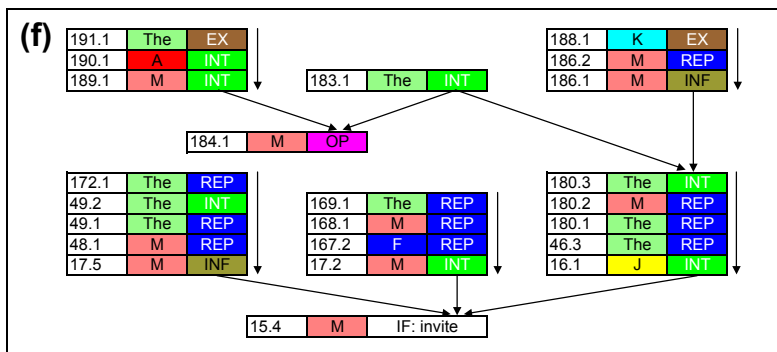 (f)
191.1 The EX
190.1 A INT
189.1 M INT
183.1 The INT
188.1 K EX
186.2 M REP
186.1 M INF
184.1 M OP
172.1 The REP
49.2 The INT
49.1 The REP
48.1 M REP
17.5 M INF
169.1 The REP
168.1 M REP
167.2 F REP
17.2 M INT
180.3 The INT
180.2 M REP
180.1 The REP
46.3 The REP
16.1 J INT
15.4 M IF: invite